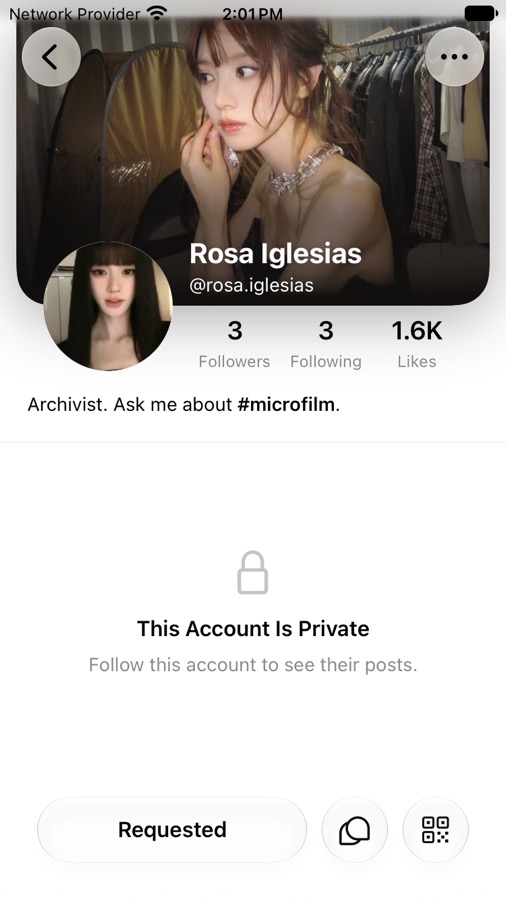 Network Provider 2:01 PM
Rosa Iglesias
@rosa.iglesias
3 3 1.6K
Followers Following Likes
Archivist. Ask me about #microfilm.
This Account Is Private
Follow this account to see their posts.
Requested